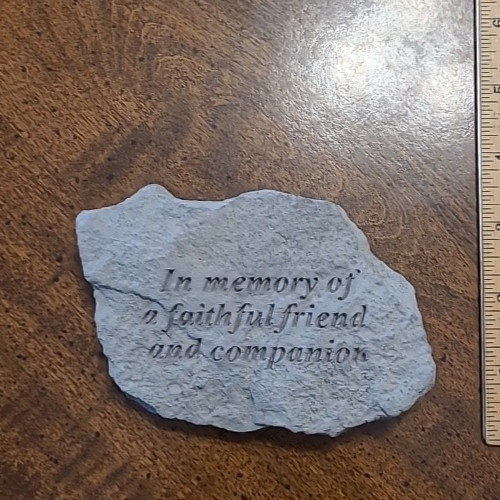 In memory of
a faithful friend
and companion